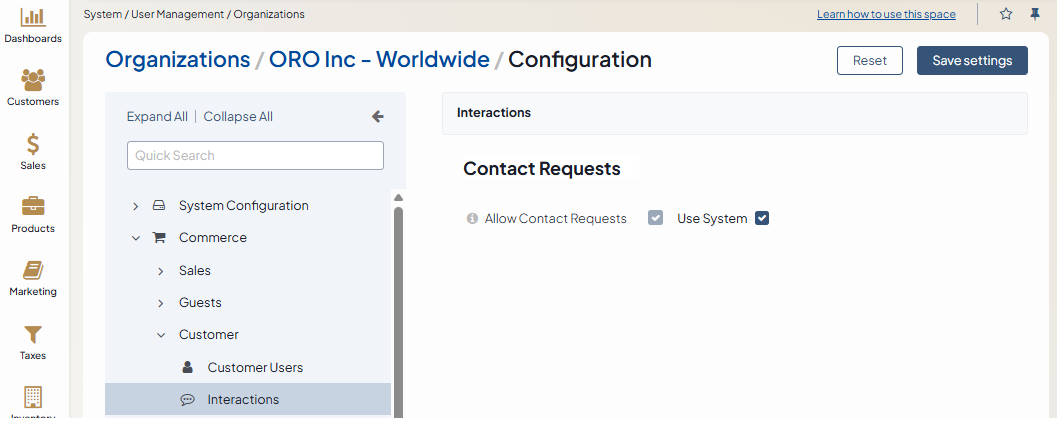 System / User Management / Organizations
Learn how to use this space
Dashboards
Customers
Sales
Products
Marketing
Taxes
Inventory
Organizations / ORO Inc - Worldwide / Configuration
Reset
Save settings
Expand All | Collapse All
Quick Search
System Configuration
Commerce
Sales
Guests
Customer
Customer Users
Interactions
Interactions
Contact Requests
Allow Contact Requests
Use System